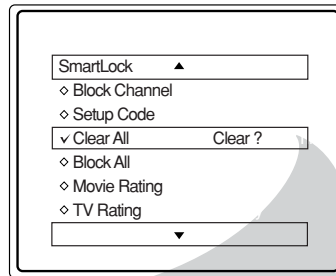 SmartLock ▲
◇ Block Channel
◇ Setup Code
✓ Clear All Clear ?
◇ Block All
◇ Movie Rating
◇ TV Rating
▼